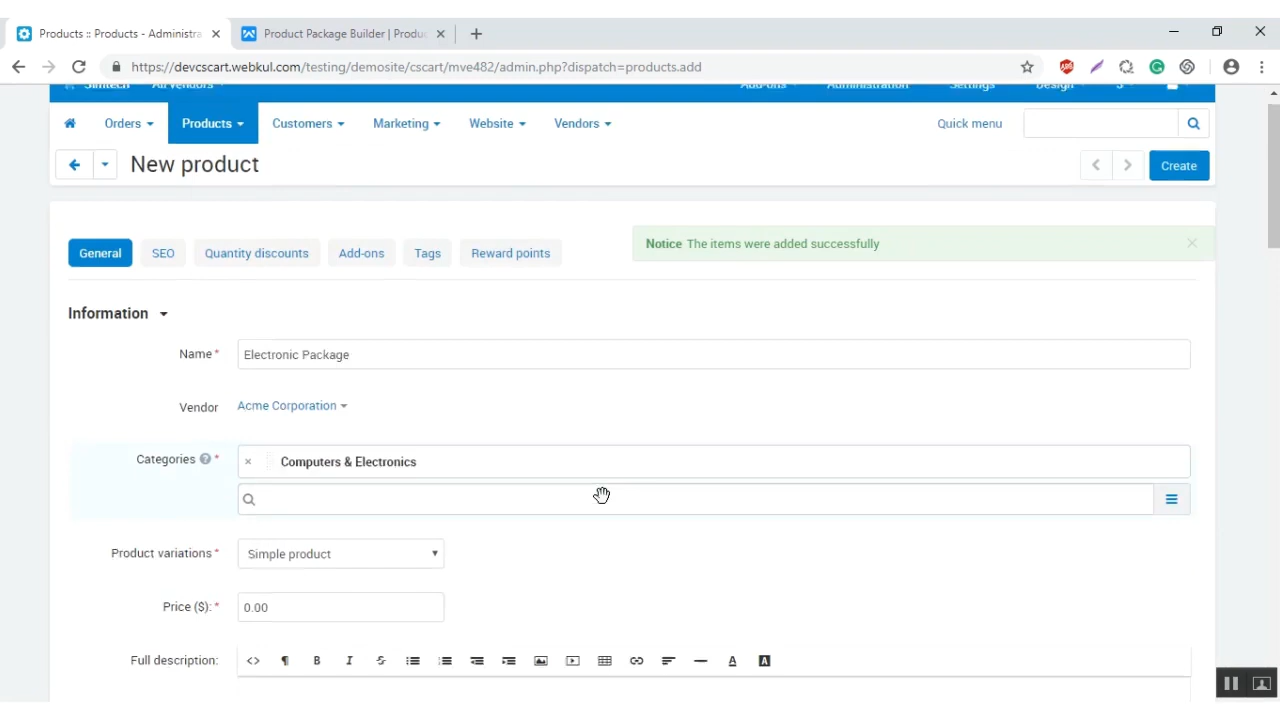 Products :: Products - Administra
Product Package Builder | Produ
https://devcscart.webkul.com/testing/demosite/cscart/mve482/admin.php?dispatch=products.add
Simtech All vendors Add-ons Administration Settings Design
Orders Products Customers Marketing Website Vendors Quick menu
New product
Create
General SEO Quantity discounts Add-ons Tags Reward points
Notice The items were added successfully
Information
Name* Electronic Package
Vendor Acme Corporation
Categories * Computers & Electronics
Product variations* Simple product
Price ($):* 0.00
Full description: